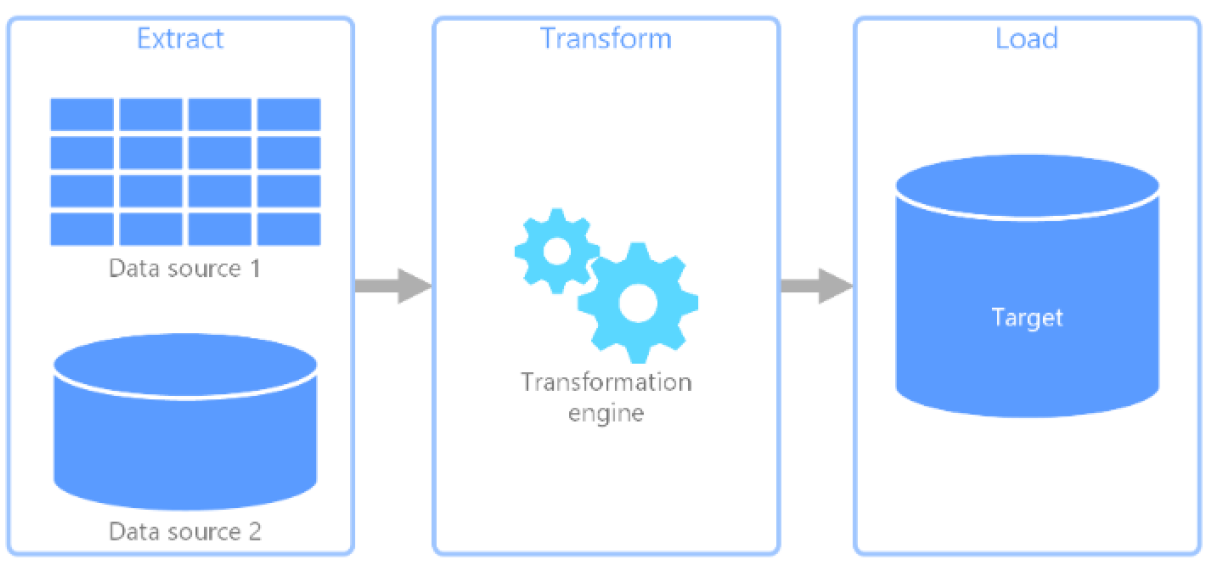 Extract
Data source 1
Data source 2
Transform
Transformation
engine
Load
Target